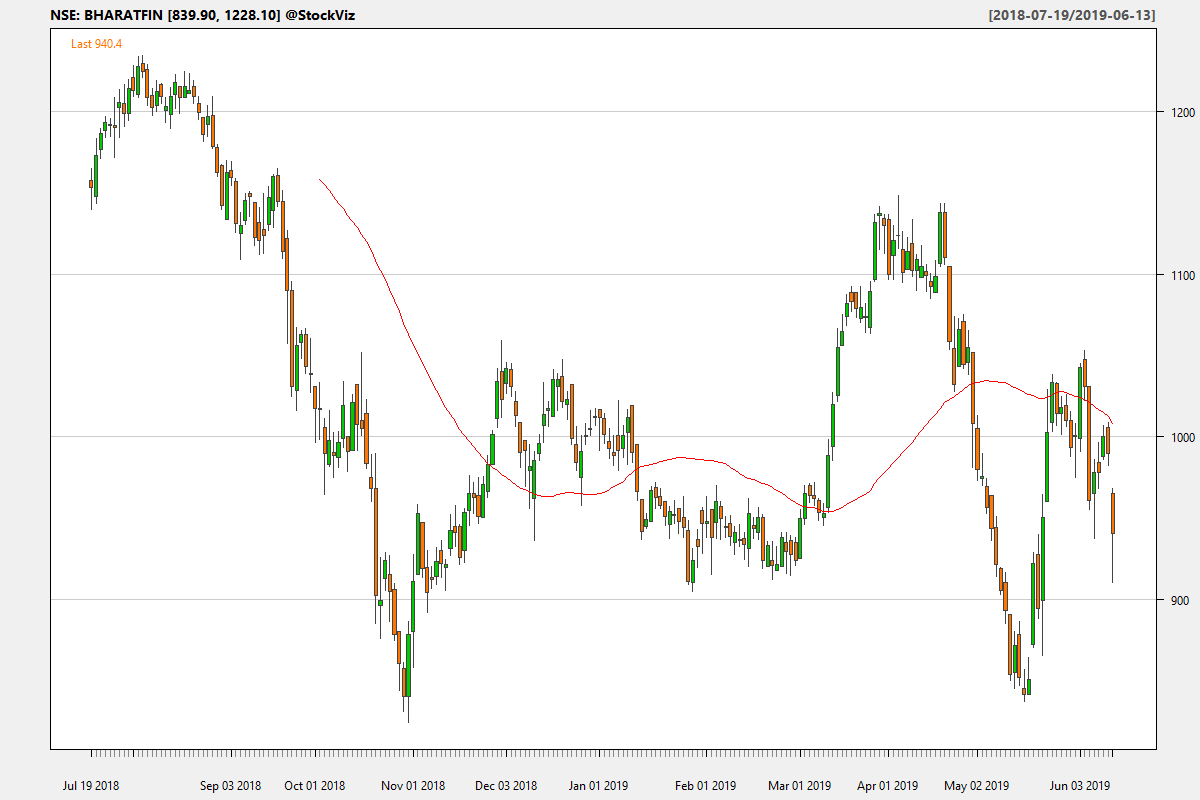 NSE: BHARATFIN [839.90, 1228.10] @StockViz
[2018-07-19/2019-06-13]
Last 940.4
1200
1100
1000
900
Jul 19 2018
Sep 03 2018
Oct 01 2018
Nov 01 2018
Dec 03 2018
Jan 01 2019
Feb 01 2019
Mar 01 2019
Apr 01 2019
May 02 2019
Jun 03 2019